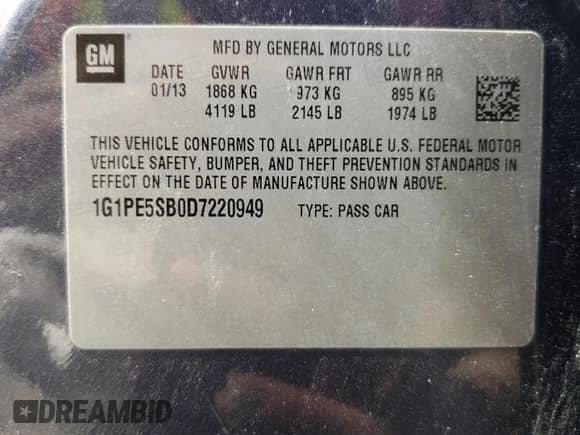 GM
MFD BY GENERAL MOTORS LLC
DATE GVWR GAWR FRT GAWR RR
01/13 1868 KG 973 KG 895 KG
4119 LB 2145 LB 1974 LB
THIS VEHICLE CONFORMS TO ALL APPLICABLE U.S. FEDERAL MOTOR
VEHICLE SAFETY, BUMPER, AND THEFT PREVENTION STANDARDS IN
EFFECT ON THE DATE OF MANUFACTURE SHOWN ABOVE.
1G1PE5SB0D7220949 TYPE: PASS CAR
DREAMBID